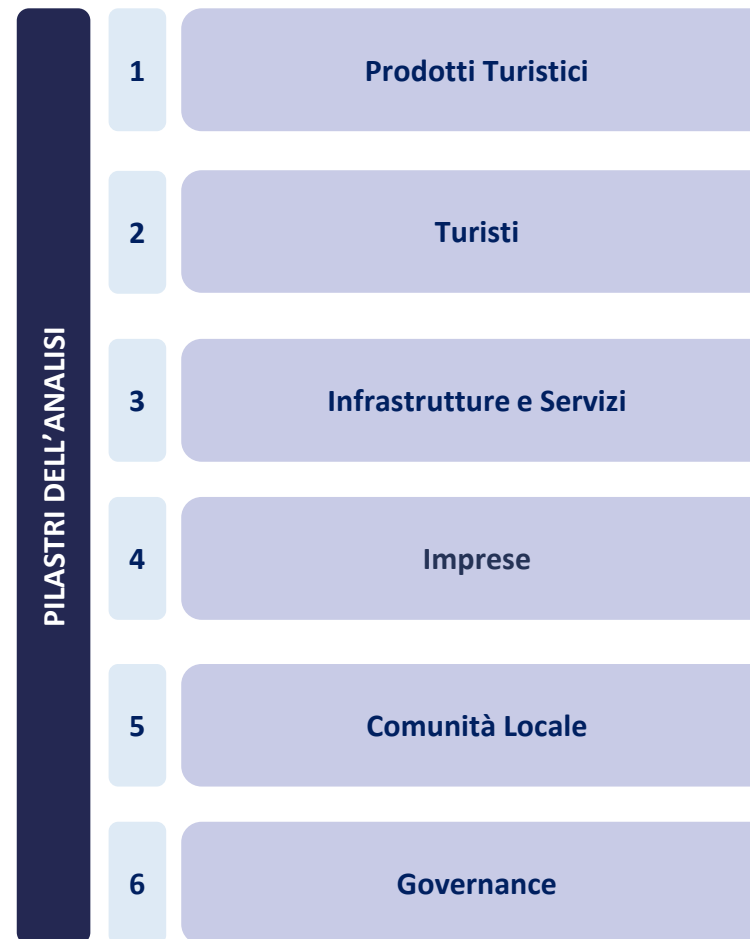 PILASTRI DELL’ANALISI
1
Prodotti Turistici
2
Turisti
3
Infrastrutture e Servizi
4
Imprese
5
Comunità Locale
6
Governance